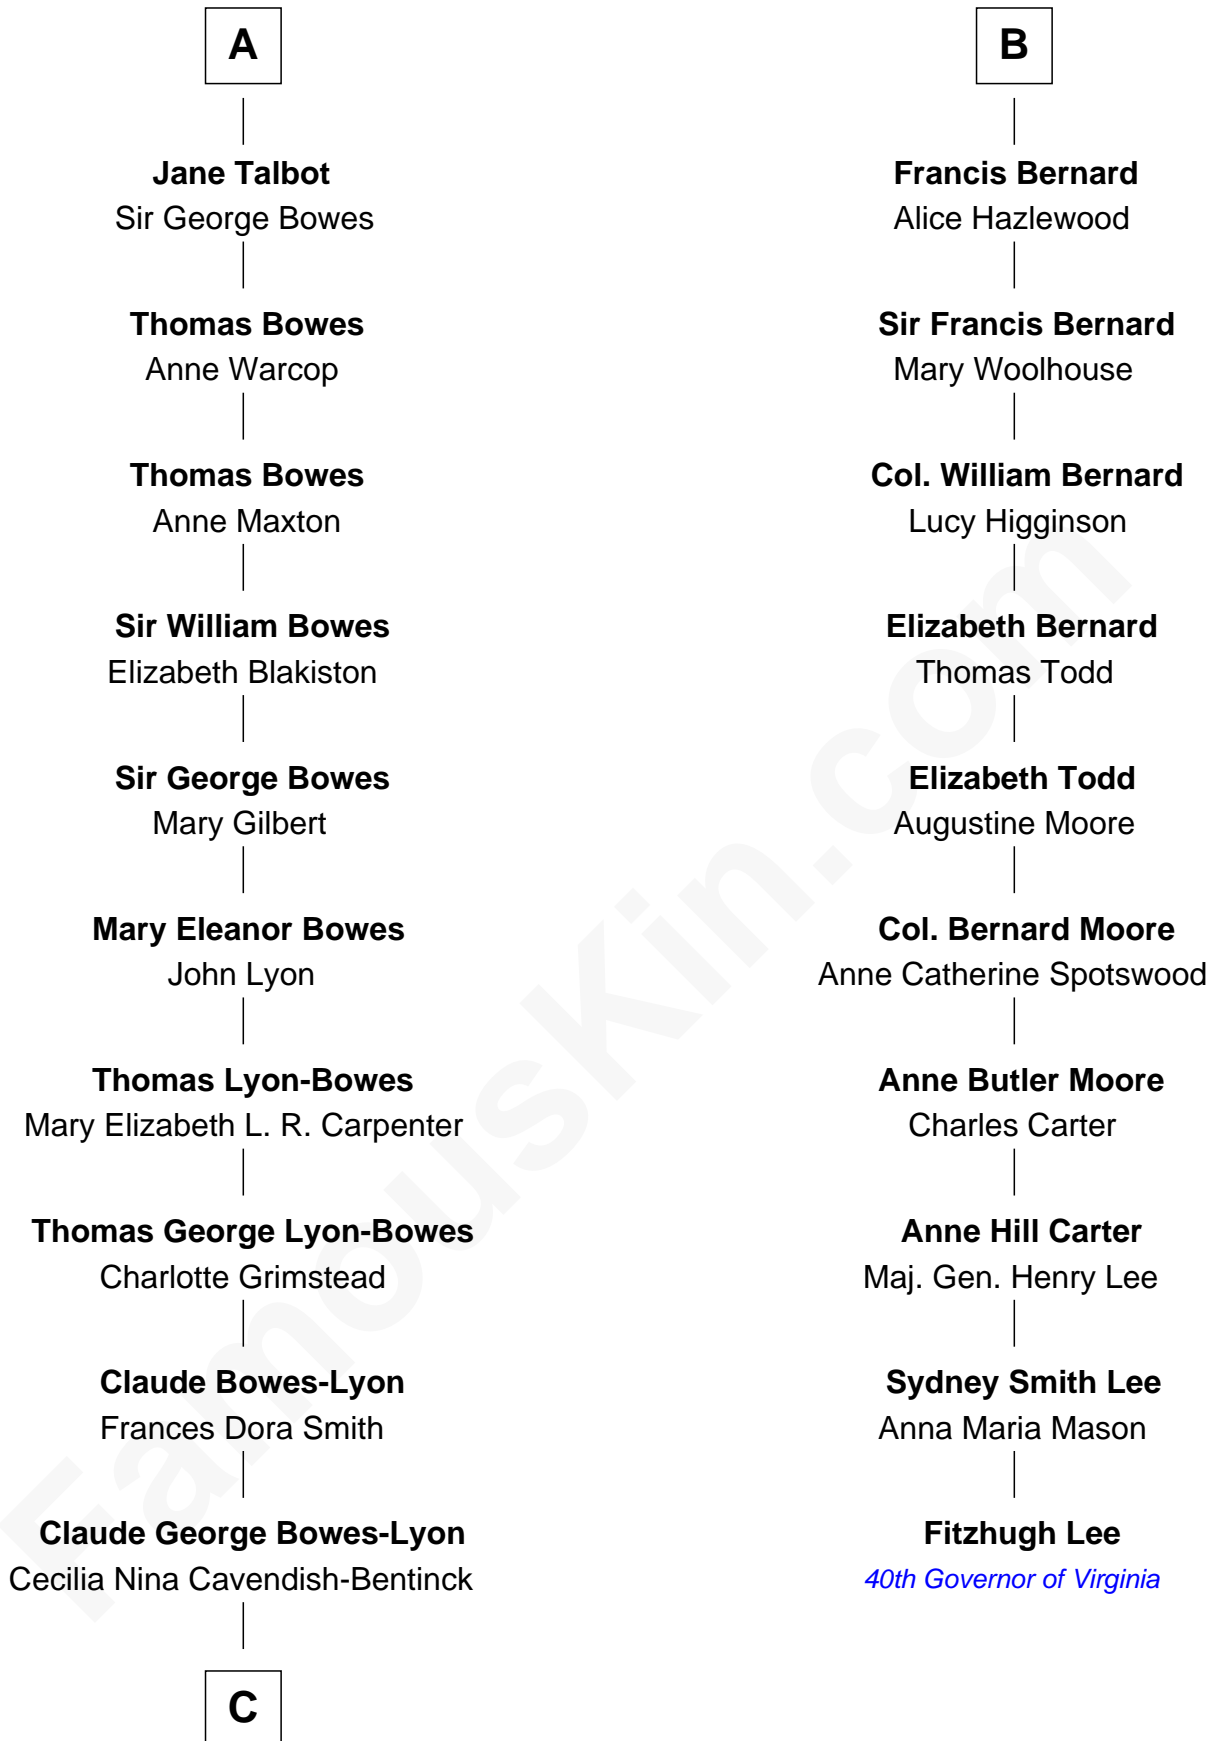 A
Jane Talbot
Sir George Bowes
Thomas Bowes
Anne Warcop
Thomas Bowes
Anne Maxton
Sir William Bowes
Elizabeth Blakiston
Sir George Bowes
Mary Gilbert
Mary Eleanor Bowes
John Lyon
Thomas Lyon-Bowes
Mary Elizabeth L. R. Carpenter
Thomas George Lyon-Bowes
Charlotte Grimstead
Claude Bowes-Lyon
Frances Dora Smith
Claude George Bowes-Lyon
Cecilia Nina Cavendish-Bentinck
C
B
Francis Bernard
Alice Hazlewood
Sir Francis Bernard
Mary Woolhouse
Col. William Bernard
Lucy Higginson
Elizabeth Bernard
Thomas Todd
Elizabeth Todd
Augustine Moore
Col. Bernard Moore
Anne Catherine Spotswood
Anne Butler Moore
Charles Carter
Anne Hill Carter
Maj. Gen. Henry Lee
Sydney Smith Lee
Anna Maria Mason
Fitzhugh Lee
40th Governor of Virginia
FamousKin.com